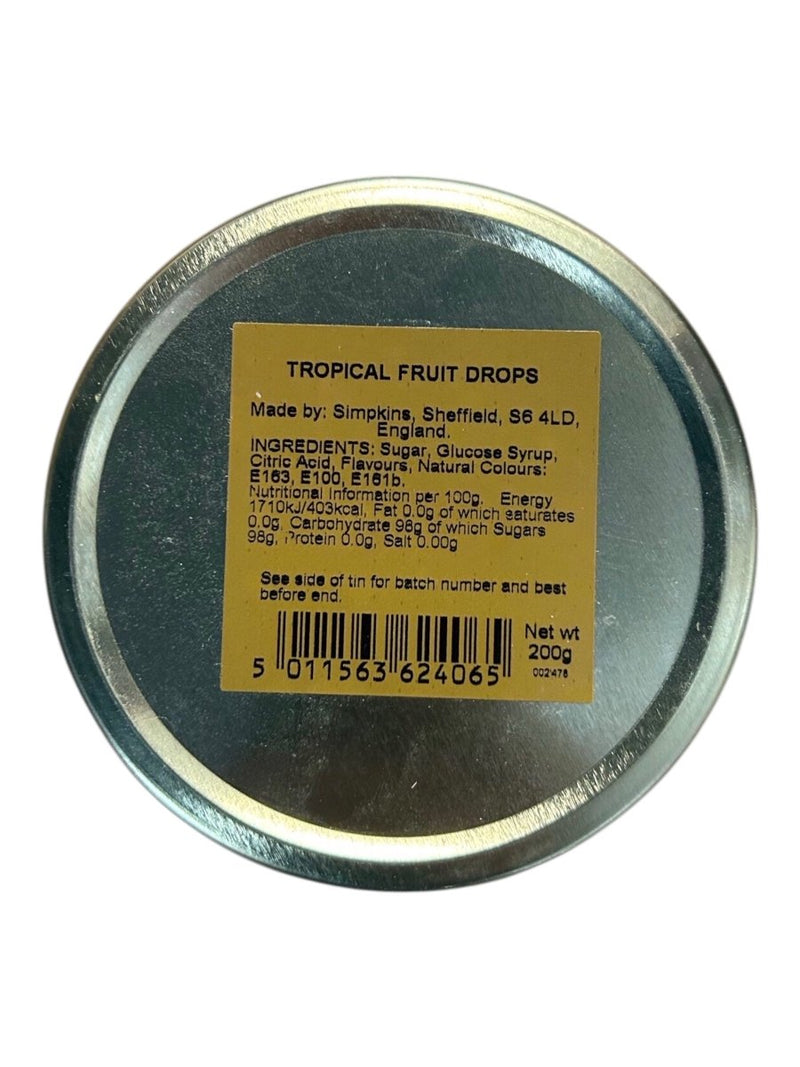 TROPICAL FRUIT DROPS
Made by: Simpkins, Sheffield, S6 4LD,
England.
INGREDIENTS: Sugar, Glucose Syrup,
Citric Acid, Flavours, Natural Colours:
E163, E100, E161b.
Nutritional Information per 100g. Energy
1710kJ/403kcal, Fat 0.0g of which saturates
0.0g, Carbohydrate 98g of which Sugars
98g, Protein 0.0g, Salt 0.00g
See side of tin for batch number and best
before end.
Net wt
200g
002476
5 011563 624065